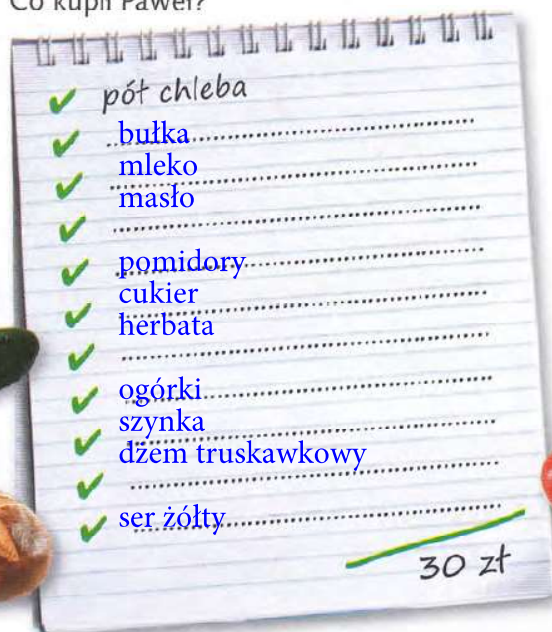 Co kupił Paweł?
pół chleba
bułka
mleko
masło
pomidory
cukier
herbata
ogórki
szynka
dżem truskawkowy
ser żółty
30 zł